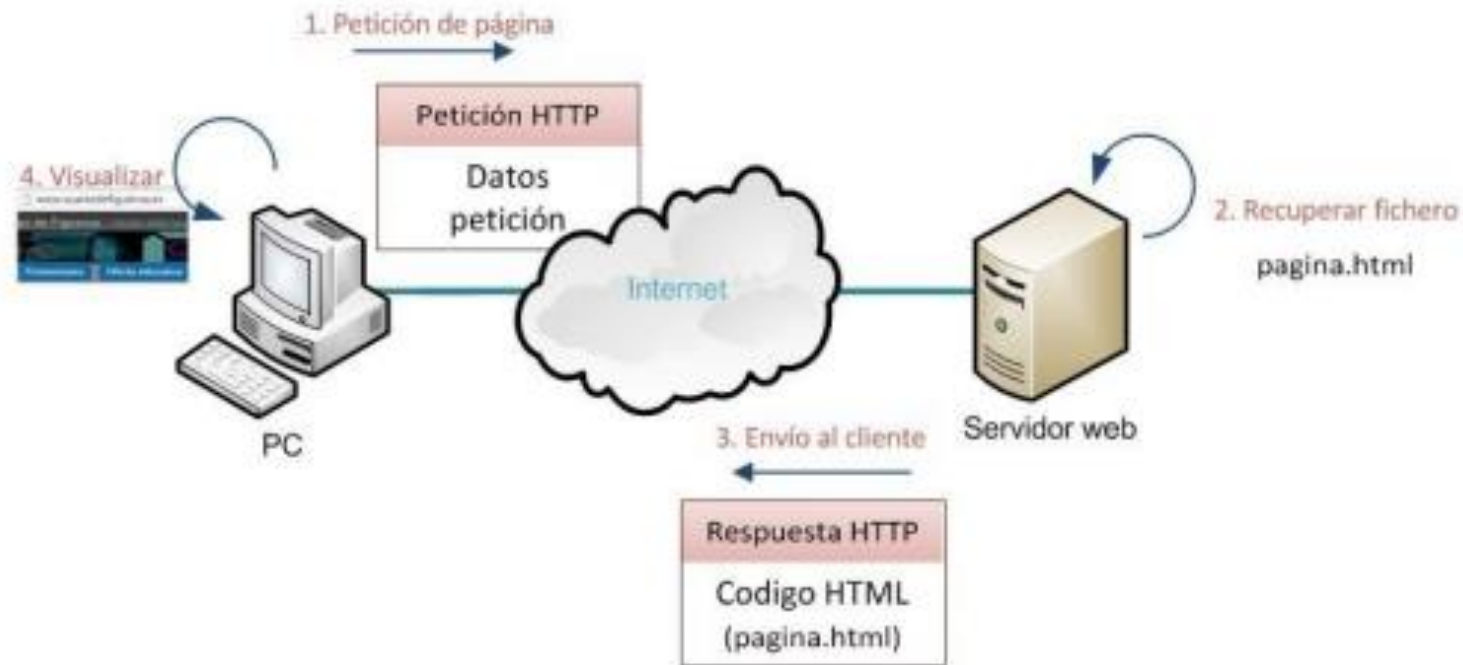 1. Petición de página
Petición HTTP
Datos
petición
4. Visualizar
Internet
2. Recuperar fichero
pagina.html
PC
Servidor web
3. Envío al cliente
Respuesta HTTP
Codigo HTML
(pagina.html)